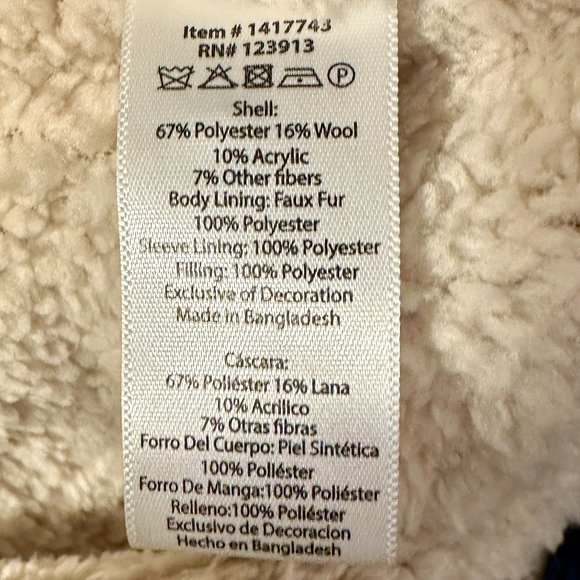 Item # 1417743
RN# 123913
P
Shell:
67% Polyester 16% Wool
10% Acrylic
7% Other fibers
Body Lining: Faux Fur
100% Polyester
Sleeve Lining: 100% Polyester
Filling: 100% Polyester
Exclusive of Decoration
Made in Bangladesh
Cáscara:
67% Poliéster 16% Lana
10% Acrilico
7% Otras fibras
Forro Del Cuerpo: Piel Sintética
100% Poliéster
Forro De Manga:100% Poliéster
Relleno:100% Poliéster
Exclusivo de Decoracion
Hecho en Bangladesh